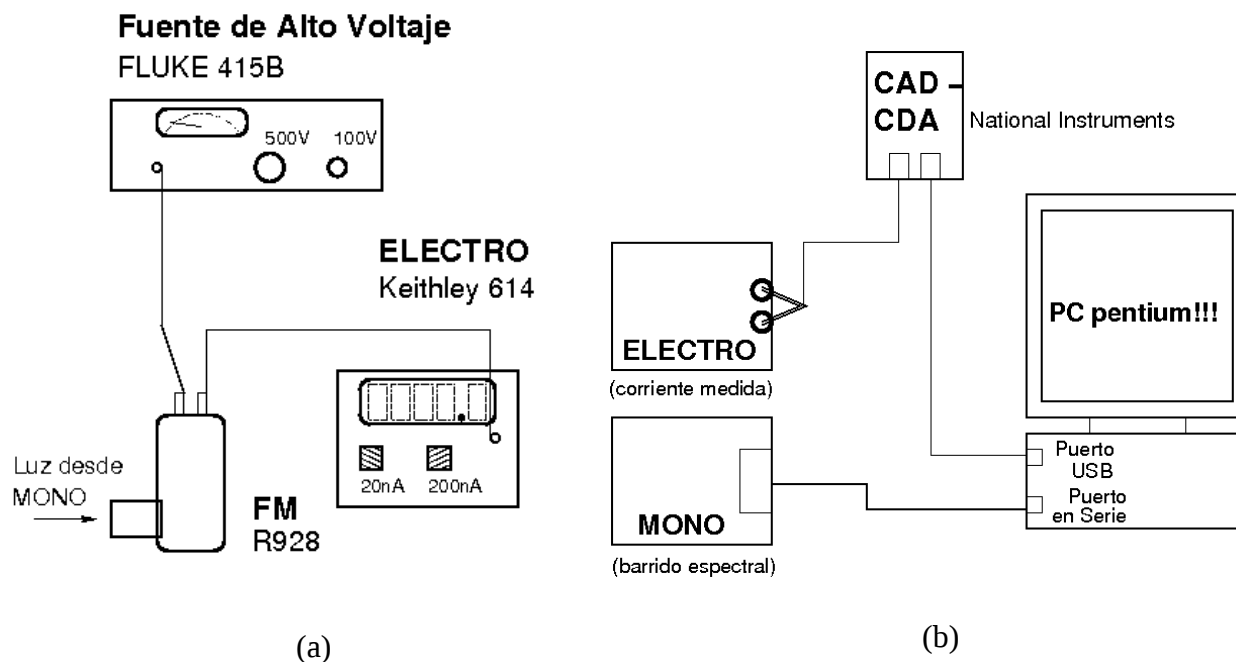 Fuente de Alto Voltaje
FLUKE 415B
500V
100V
ELECTRO
Keithley 614
20nA
200nA
Luz desde
MONO
FM
R928
(a)
CAD -
CDA
National Instruments
ELECTRO
(corriente medida)
MONO
(barrido espectral)
PC pentium!!!
Puerto
USB
Puerto
en Serie
(b)